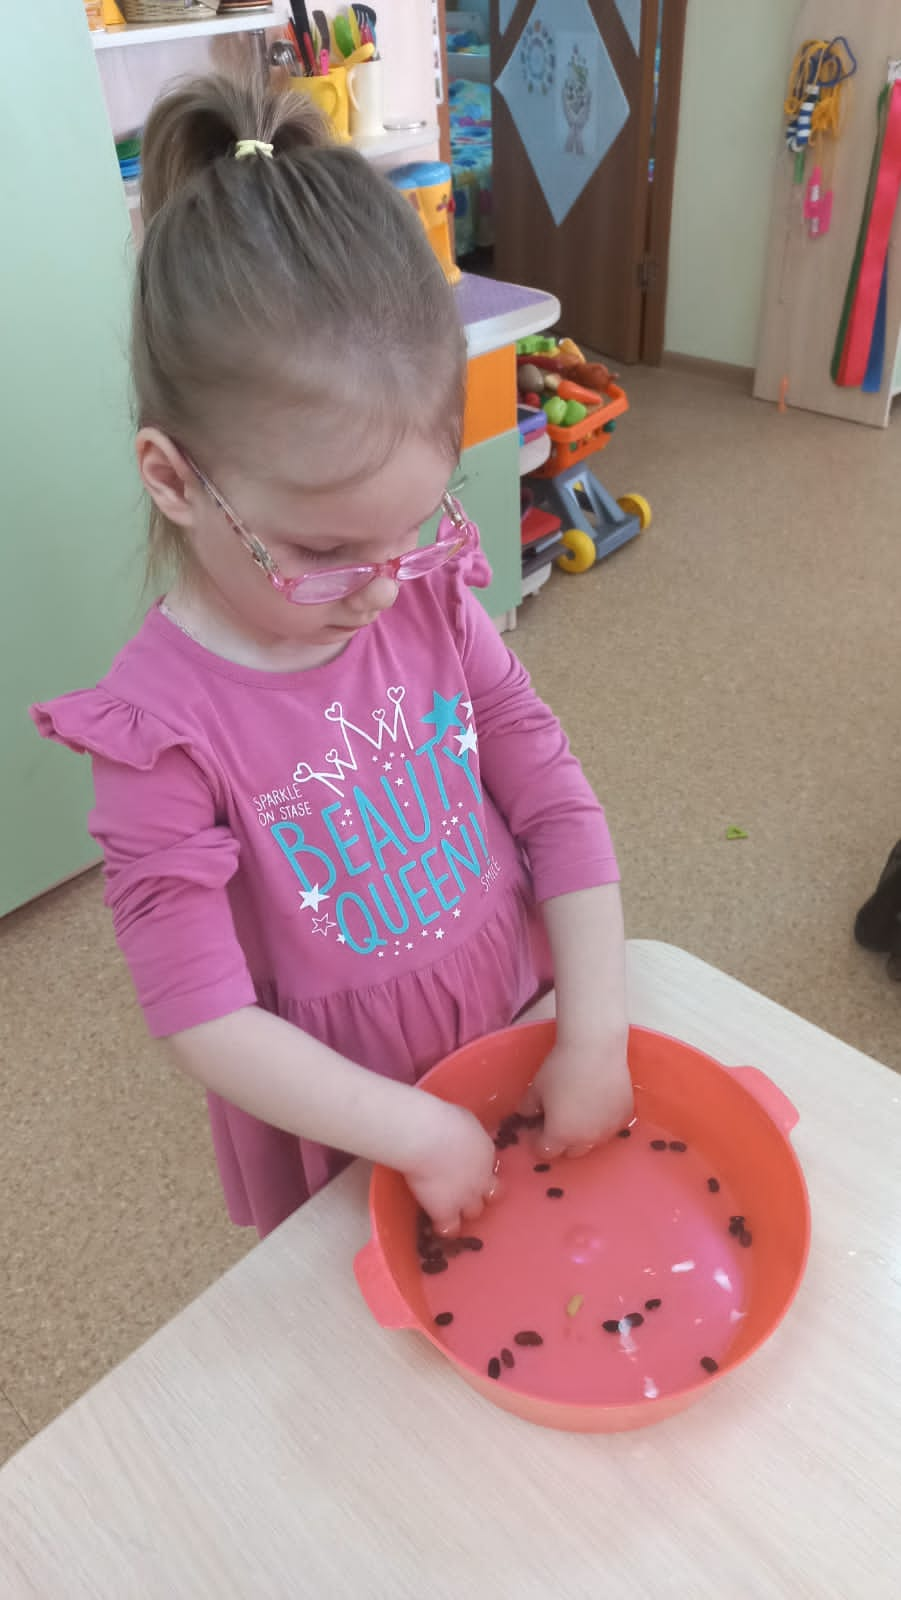 SPARKLE
ON STASE
BEAUTY
QUEEN!
SMILE